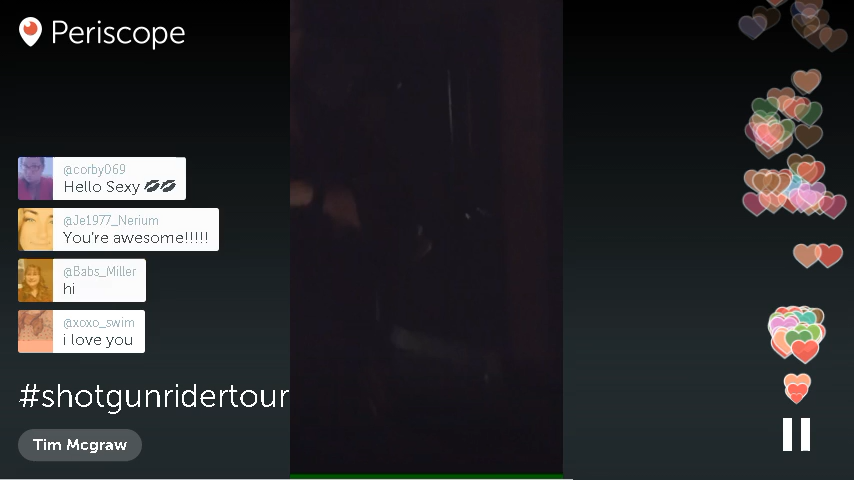 Periscope
@corby069
Hello Sexy 💋💋
@Je1977_Nerium
You're awesome!!!!!
@Babs_Miller
hi
@xoxo_swim
i love you
#shotgunridertour
Tim Mcgraw